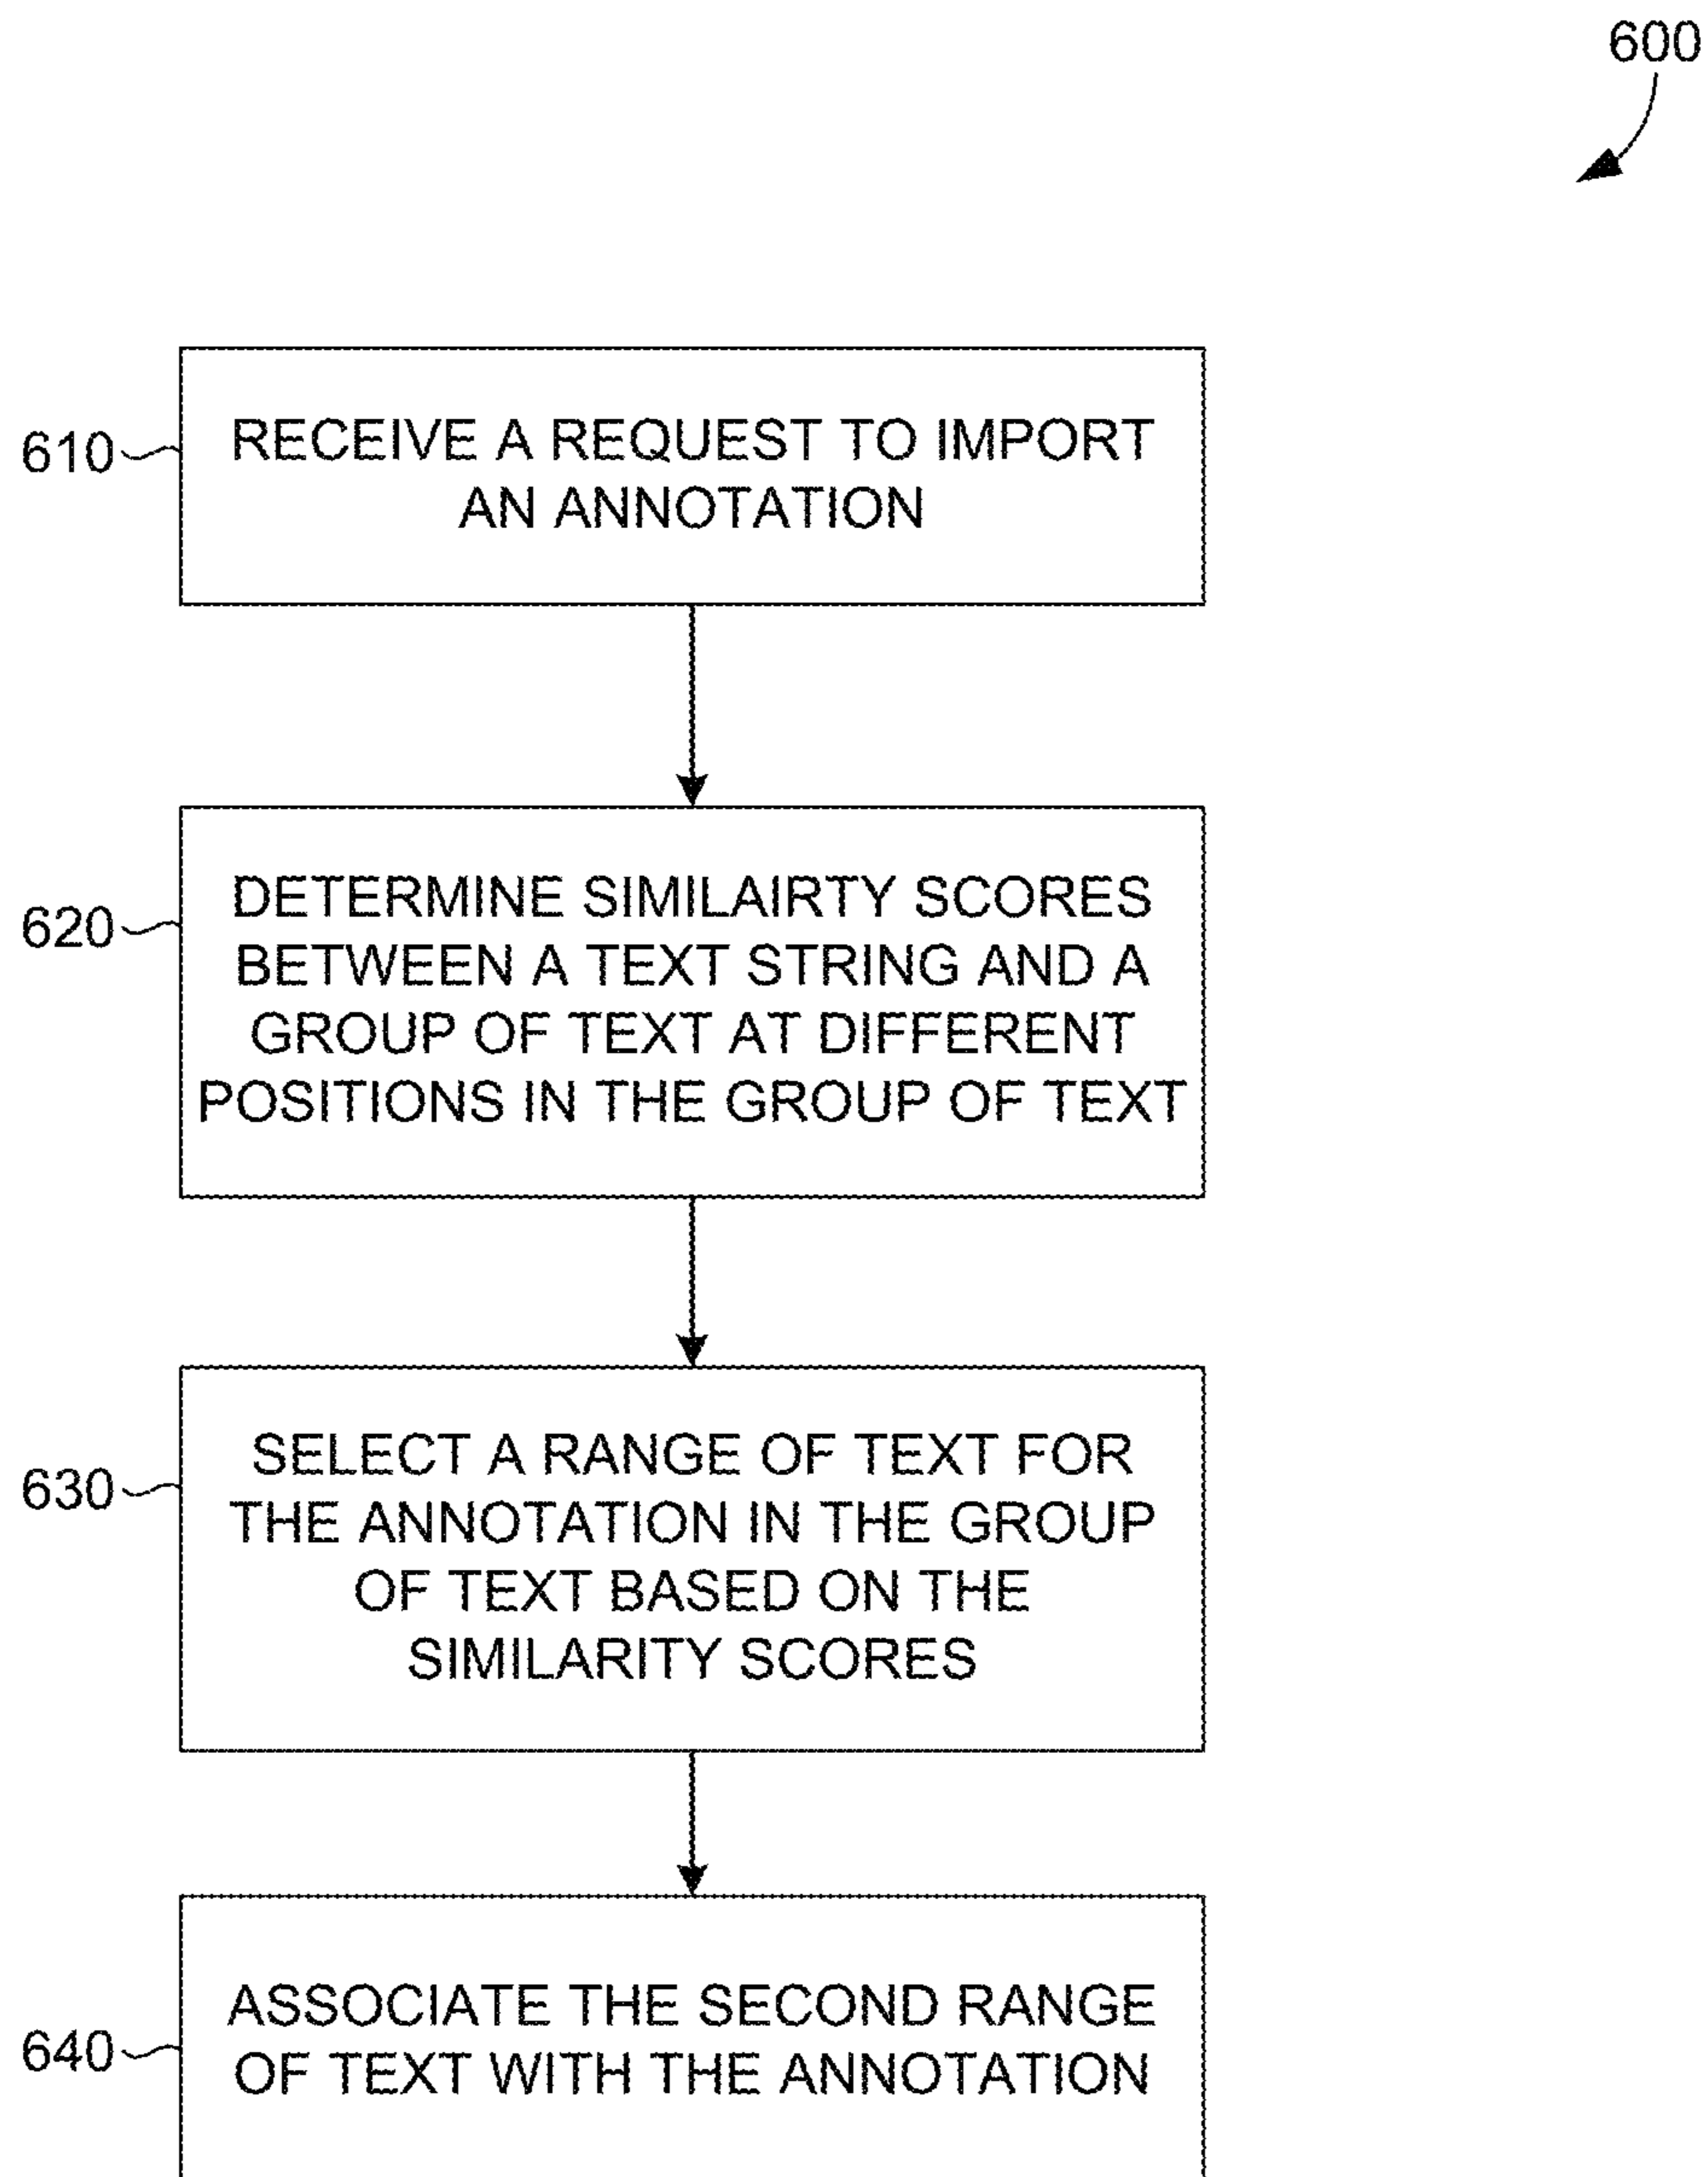 600
610
RECEIVE A REQUEST TO IMPORT
AN ANNOTATION
620
DETERMINE SIMILAIRTY SCORES
BETWEEN A TEXT STRING AND A
GROUP OF TEXT AT DIFFERENT
POSITIONS IN THE GROUP OF TEXT
630
SELECT A RANGE OF TEXT FOR
THE ANNOTATION IN THE GROUP
OF TEXT BASED ON THE
SIMILARITY SCORES
640
ASSOCIATE THE SECOND RANGE
OF TEXT WITH THE ANNOTATION